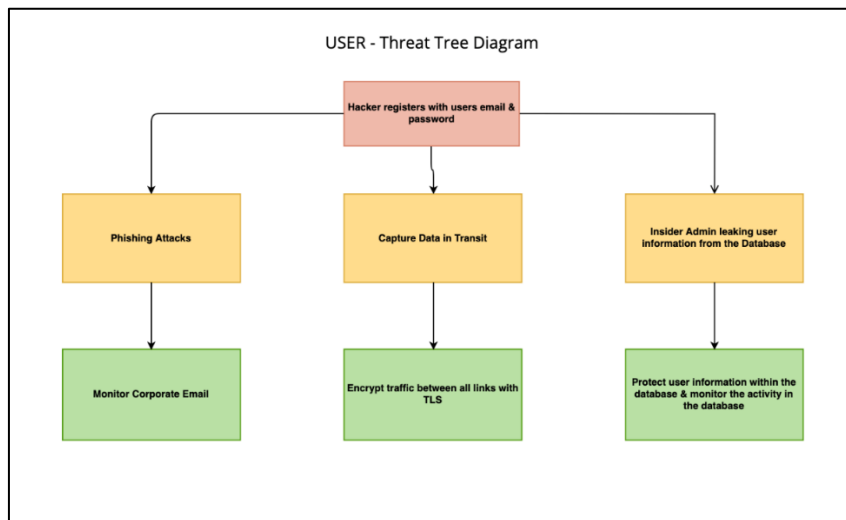 USER - Threat Tree Diagram
Hacker registers with users email &
password
Phishing Attacks
Capture Data in Transit
Insider Admin leaking user
information from the Database
Monitor Corporate Email
Encrypt traffic between all links with
TLS
Protect user information within the
database & monitor the activity in
the database